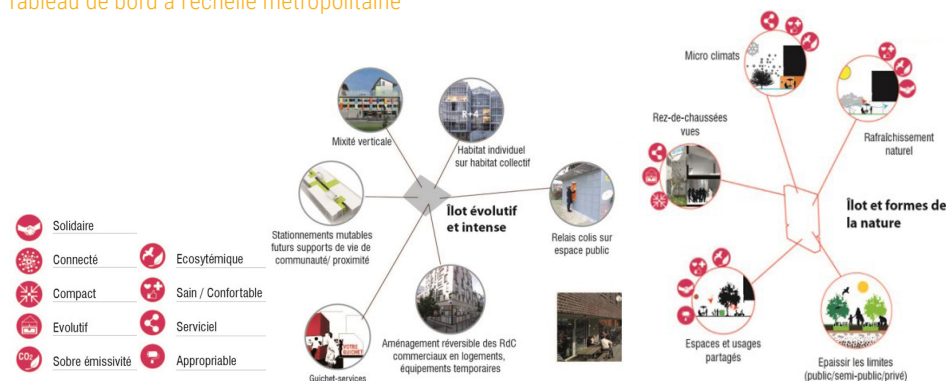 Tableau de bord à l'échelle métropolitaine
Solidaire
Connecté
Compact
Evolutif
CO2
Sobre émissivité
Ecosytémique
Sain / Confortable
Serviciel
Appropriable
Mixité verticale
R+4
Habitat individuel
sur habitat collectif
Stationnements mutables
futurs supports de vie de
communauté/ proximité
Îlot évolutif
et intense
Relais colis sur
espace public
VOTRE
GUICHET
Guichet-services
Aménagement réversible des RdC
commerciaux en logements,
équipements temporaires
Micro climats
Rafraîchissement
naturel
Rez-de-chaussées
vues
Îlot et formes de
la nature
Espaces et usages
partagés
Epaissir les limites
(public/semi-public/privé)